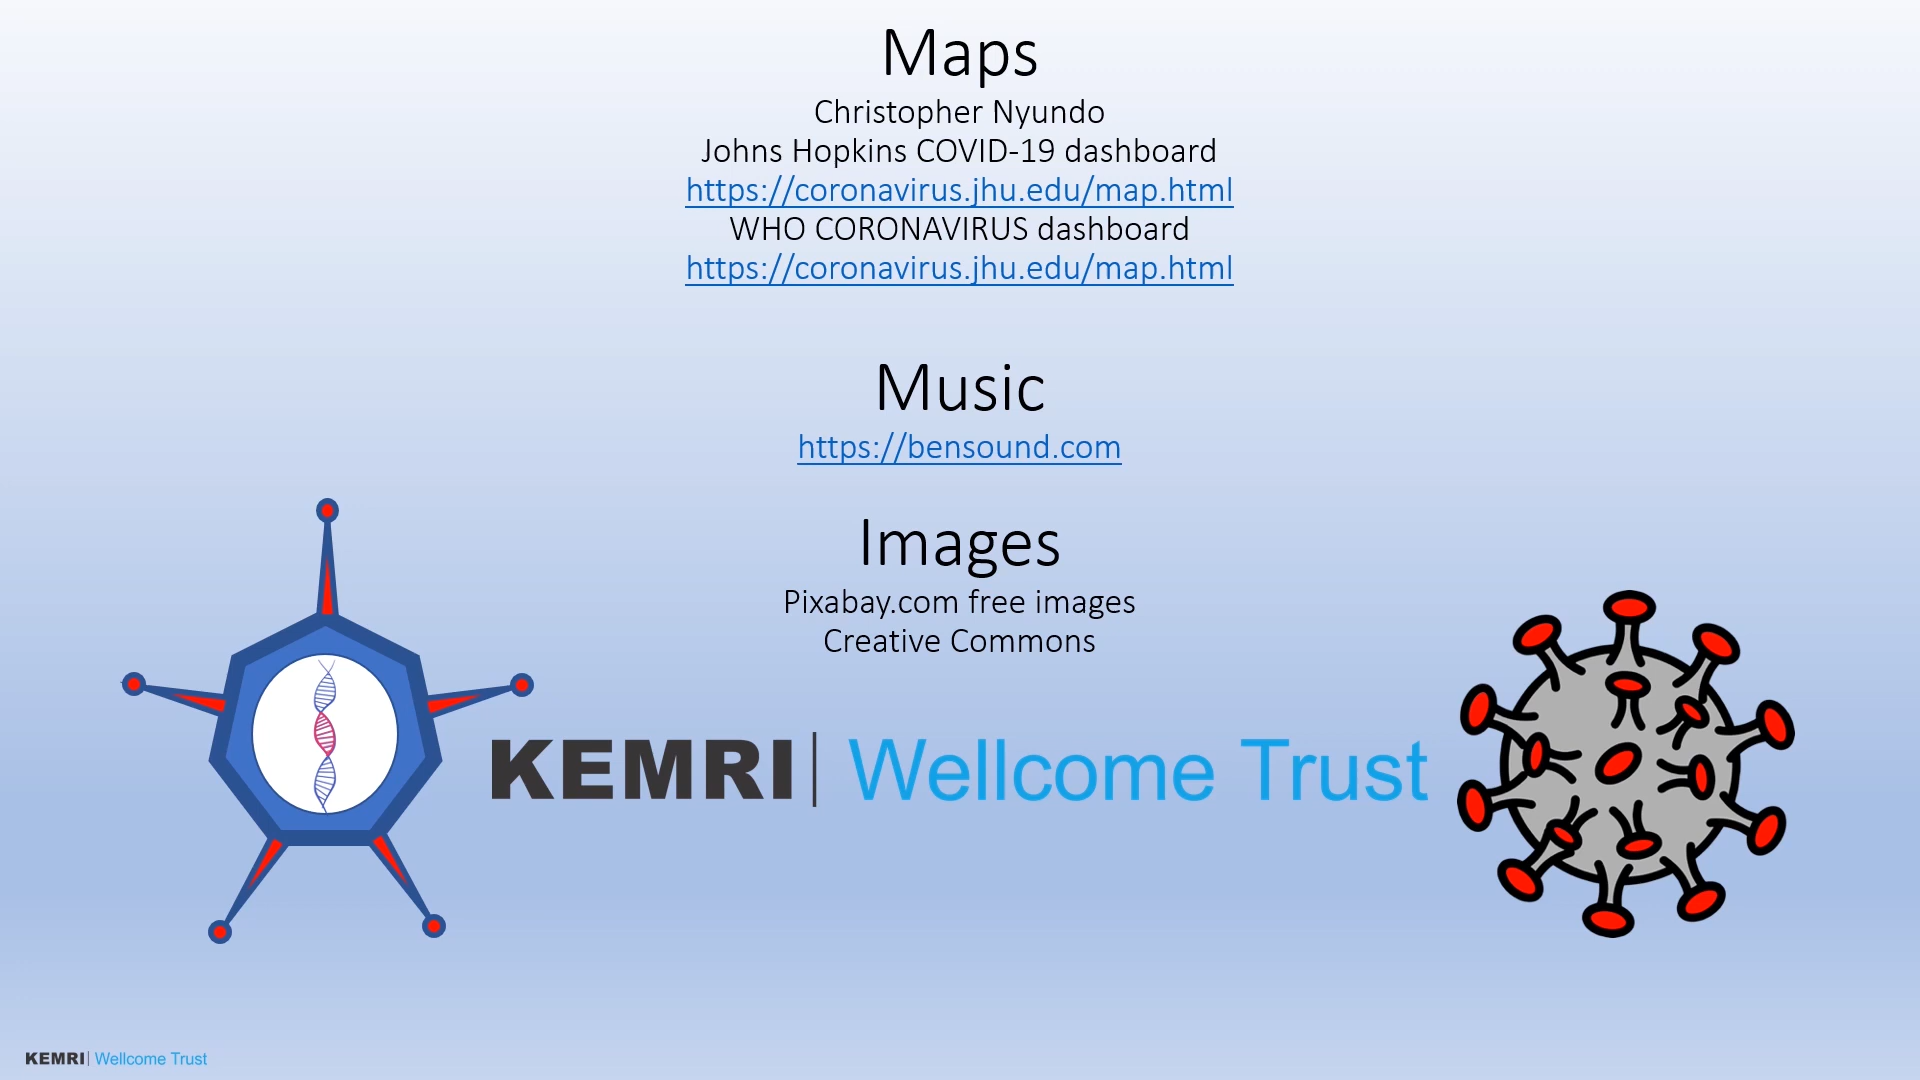 Maps
Christopher Nyundo
Johns Hopkins COVID-19 dashboard
https://coronavirus.jhu.edu/map.html
WHO CORONAVIRUS dashboard
https://coronavirus.jhu.edu/map.html
Music
https://bensound.com
Images
Pixabay.com free images
Creative Commons
KEMRI| Wellcome Trust
KEMRI| Wellcome Trust